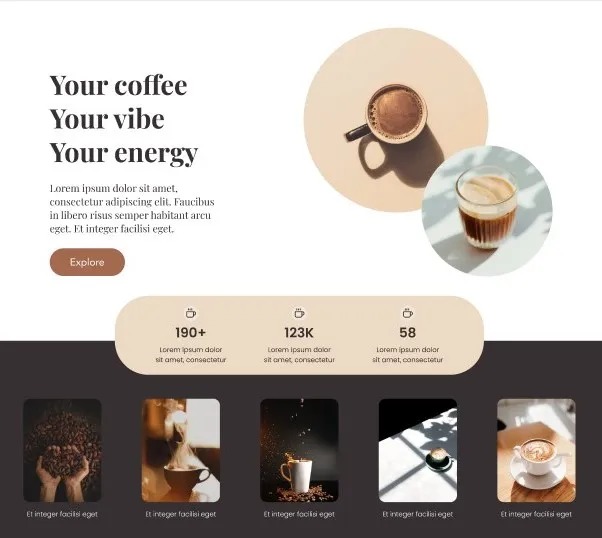 Your coffee
Your vibe
Your energy
Lorem ipsum dolor sit amet,
consectetur adipiscing elit. Faucibus
in libero risus semper habitant arcu
eget. Et integer facilisi eget.
Explore
190+
Lorem ipsum dolor
sit amet, consectetur
123K
Lorem ipsum dolor
sit amet, consectetur
58
Lorem ipsum dolor
sit amet, consectetur
Et integer facilisi eget
Et integer facilisi eget
Et integer facilisi eget
Et integer facilisi eget
Et integer facilisi eget